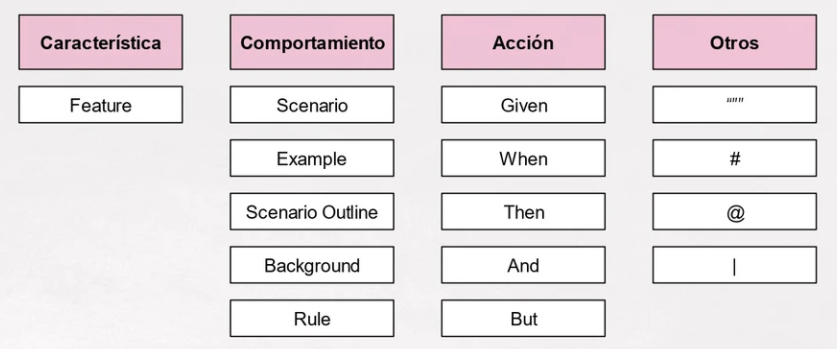 Característica
Comportamiento
Acción
Otros
Feature
Scenario
Given
“””
Example
When
#
Scenario Outline
Then
@
Background
And
|
Rule
But